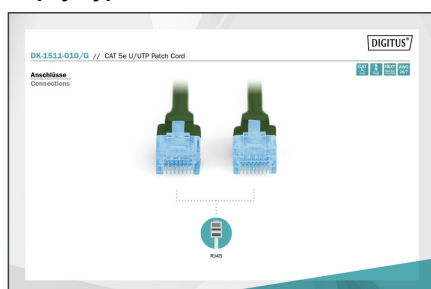 DIGITUS®
DK-1511-010/G // CAT 5e U/UTP Patch Cord
Anschlüsse
Connections
RJ45